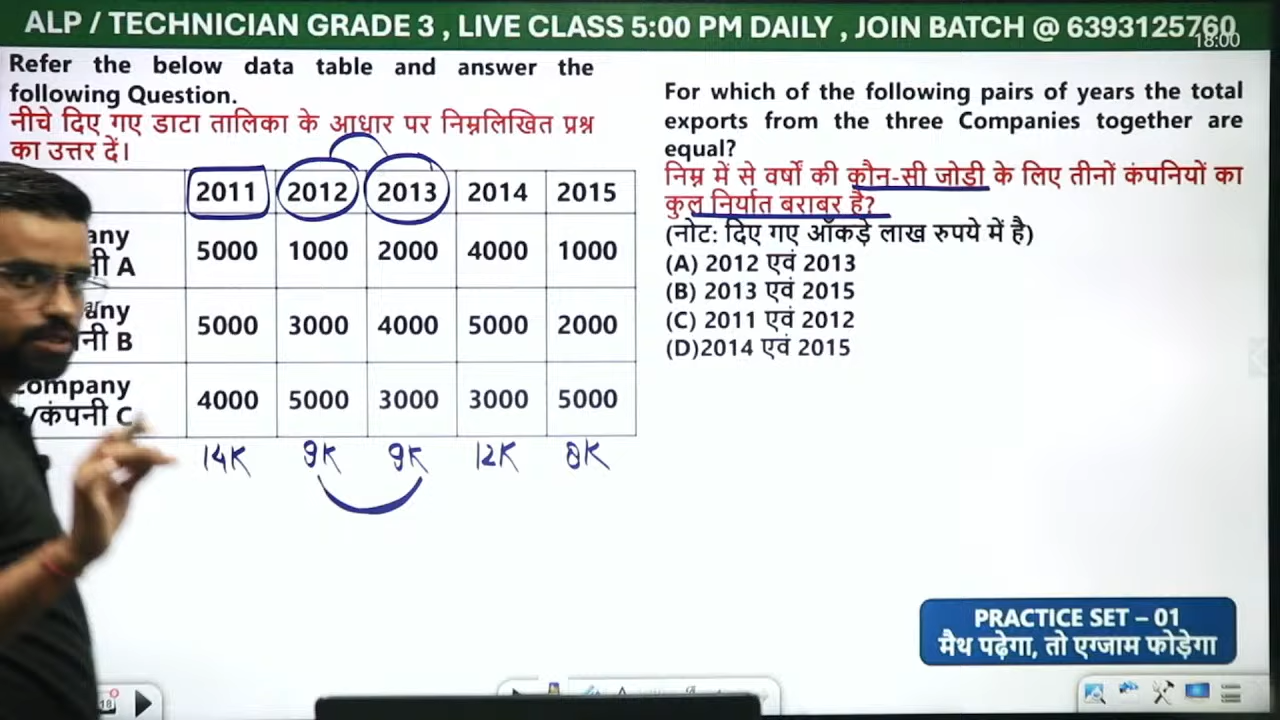 ALP / TECHNICIAN GRADE 3 , LIVE CLASS 5:00 PM DAILY , JOIN BATCH @ 6393125760
18:00
Refer the below data table and answer the
following Question.
नीचे दिए गए डाटा तालिका के आधार पर निम्नलिखित प्रश्न
का उत्तर दें।
2011 2012 2013 2014 2015
any
नी A
5000 1000 2000 4000 1000
any
नी B
5000 3000 4000 5000 2000
Company
/कंपनी C
4000 5000 3000 3000 5000
14K 9K 9K 12K 8K
For which of the following pairs of years the total
exports from the three Companies together are
equal?
निम्न में से वर्षों की कौन-सी जोड़ी के लिए तीनों कंपनियों का
कुल निर्यात बराबर है?
(नोट: दिए गए आँकड़े लाख रुपये में है)
(A) 2012 एवं 2013
(B) 2013 एवं 2015
(C) 2011 एवं 2012
(D)2014 एवं 2015
PRACTICE SET – 01
मैथ पढ़ेगा, तो एग्जाम फोड़ेगा
18